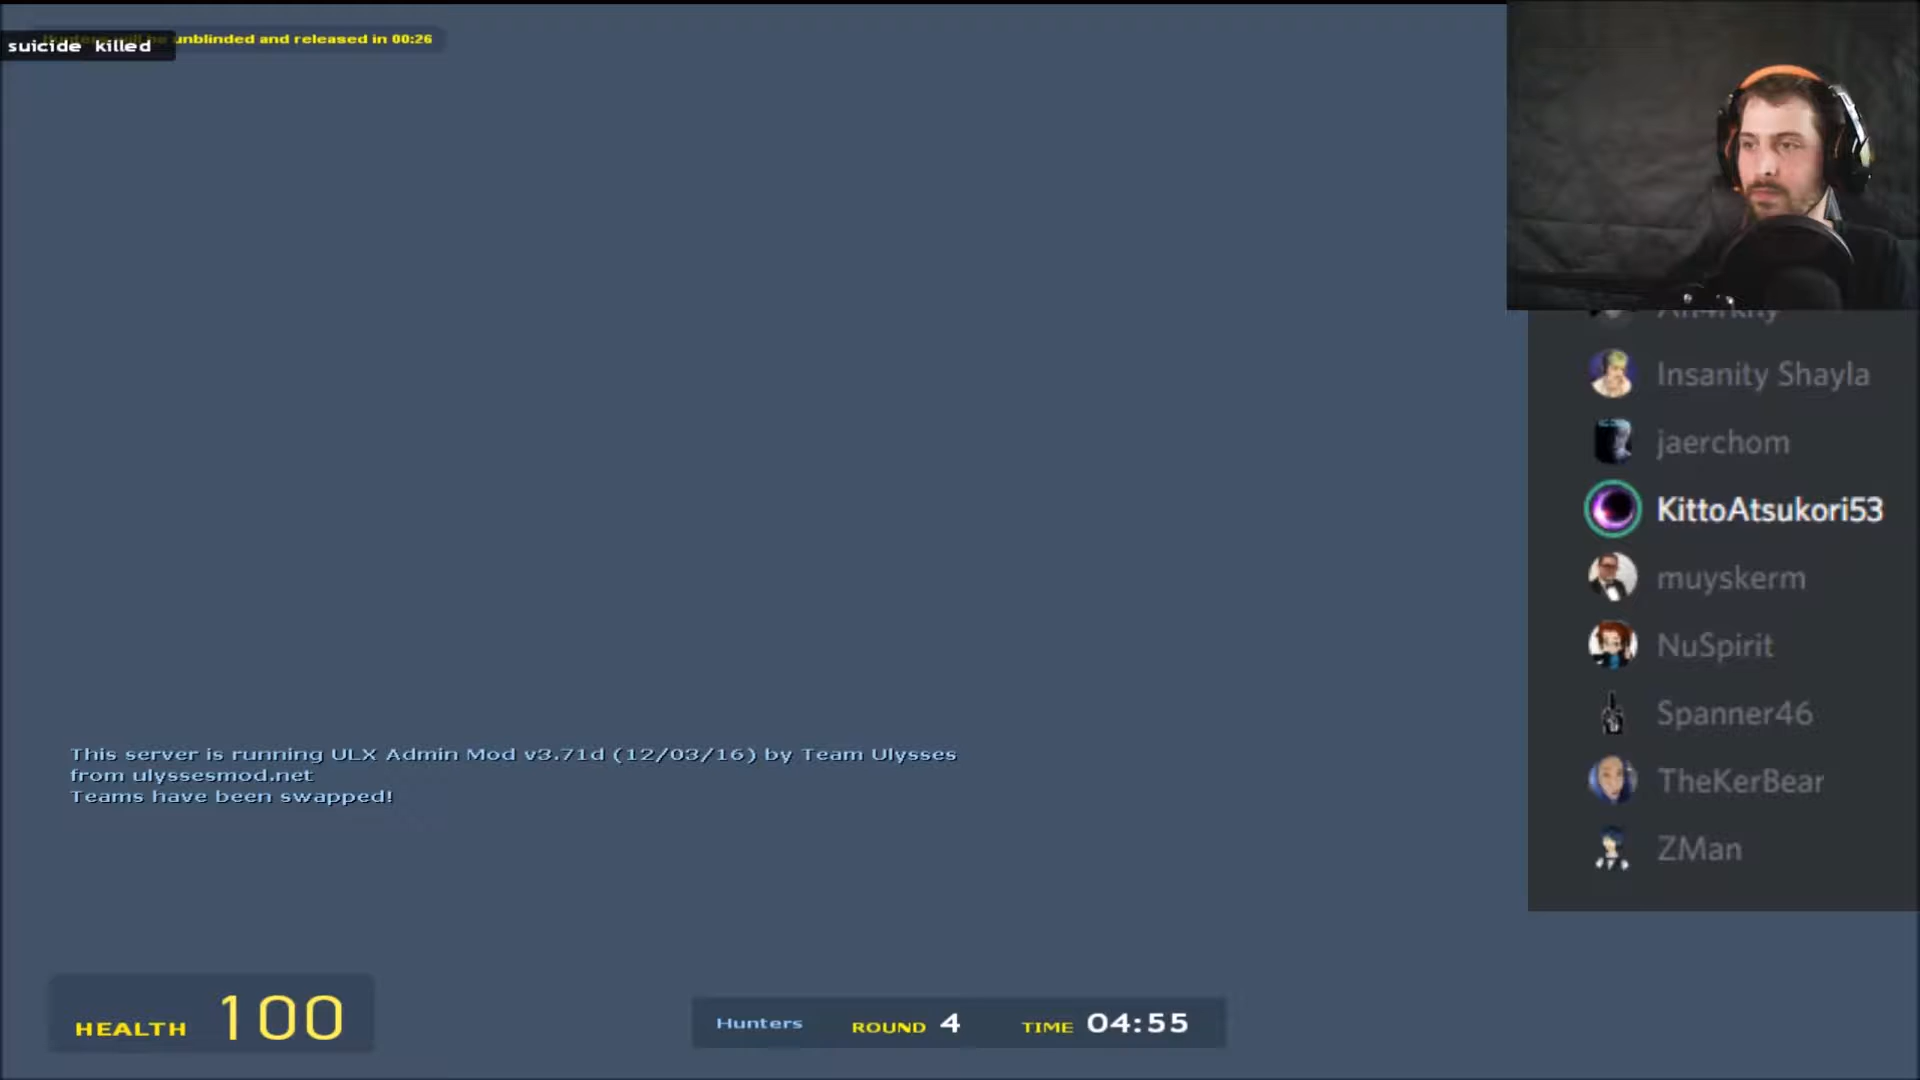 unblinded and released in 00:26
suicide killed
Insanity Shayla
jaerchom
KittoAtsukori53
muyskerm
NuSpirit
Spanner46
TheKerBear
ZMan
This server is running ULX Admin Mod v3.71d (12/03/16) by Team Ulysses
from ulyssesmod.net
Teams have been swapped!
HEALTH 100
Hunters ROUND 4 TIME 04:55